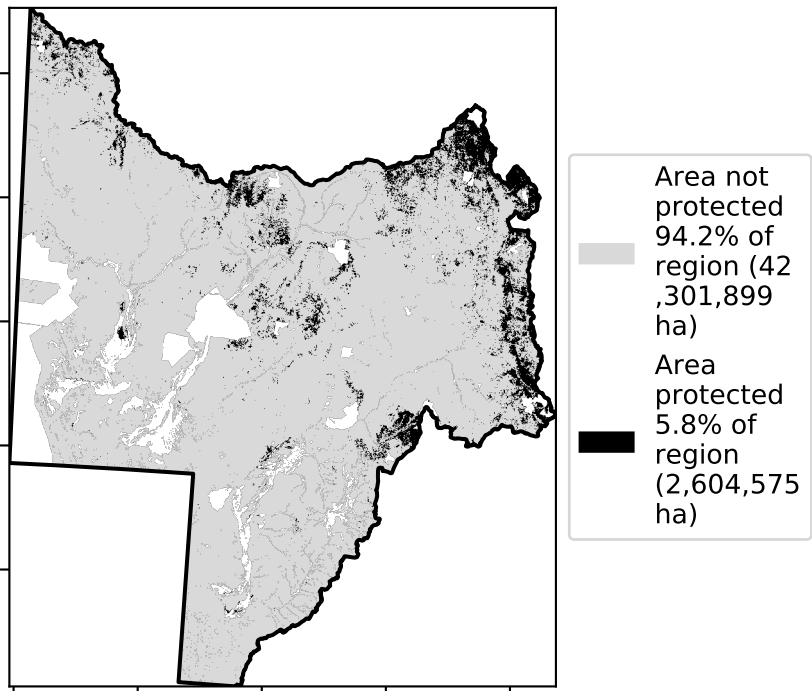 Area not
protected
94.2% of
region (42
,301,899
ha)
Area
protected
5.8% of
region
(2,604,575
ha)